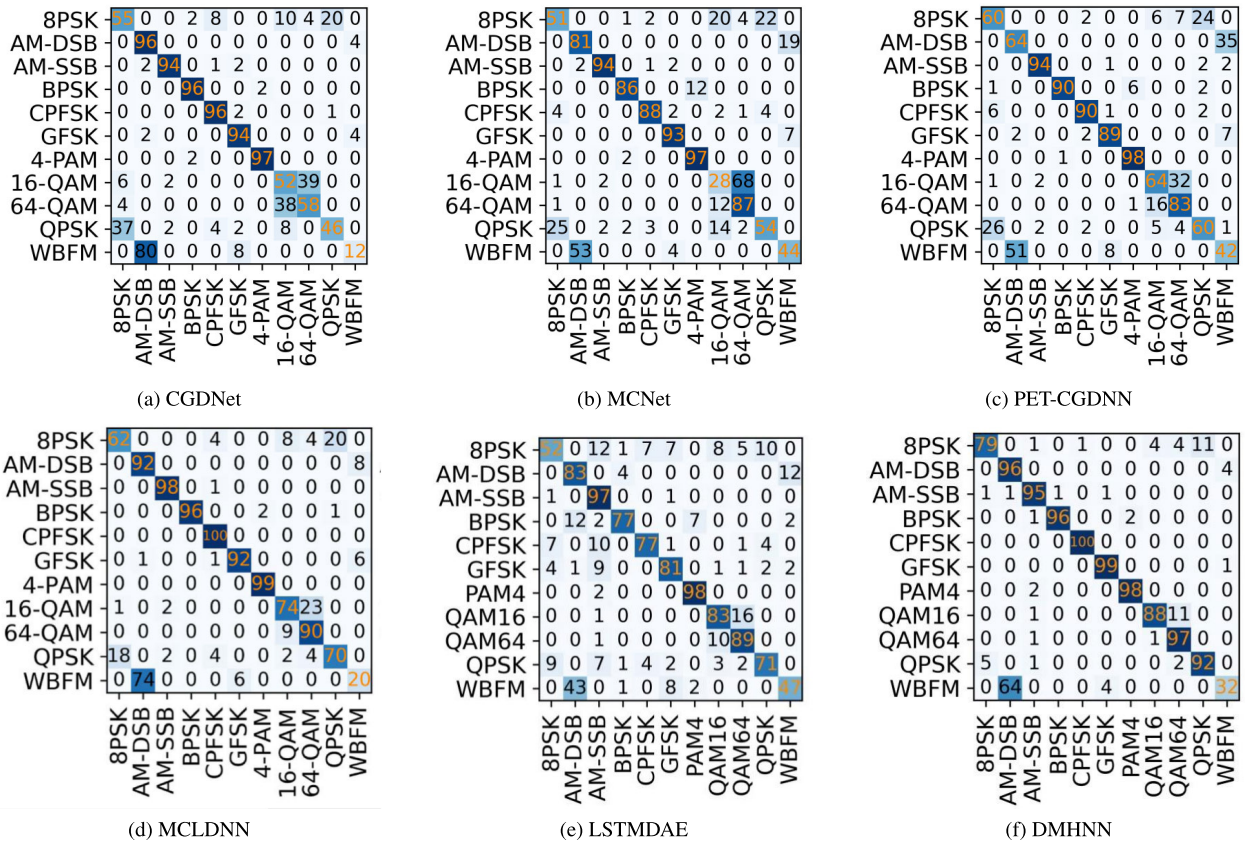 8PSK 55 0 0 2 8 0 0 10 4 20 0
AM-DSB 0 96 0 0 0 0 0 0 0 0 4
AM-SSB 0 2 94 0 1 2 0 0 0 0 0
BPSK 0 0 0 96 0 0 2 0 0 0 0
CPFSK 0 0 0 0 96 2 0 0 0 1 0
GFSK 0 2 0 0 0 94 0 0 0 0 4
4-PAM 0 0 0 2 0 0 97 0 0 0 0
16-QAM 6 0 2 0 0 0 0 52 39 0 0
64-QAM 4 0 0 0 0 0 0 38 58 0 0
QPSK 37 0 2 0 4 2 0 8 0 46 0
WBFM 0 80 0 0 0 8 0 0 0 0 12
8PSK AM-DSB AM-SSB BPSK CPFSK GFSK 4-PAM 16-QAM 64-QAM QPSK WBFM
(a) CGDNet
8PSK 51 0 0 1 2 0 0 20 4 22 0
AM-DSB 0 81 0 0 0 0 0 0 0 0 19
AM-SSB 0 2 94 0 1 2 0 0 0 0 0
BPSK 0 0 0 86 0 0 12 0 0 0 0
CPFSK 4 0 0 0 88 2 0 2 1 4 0
GFSK 0 0 0 0 0 93 0 0 0 0 7
4-PAM 0 0 0 2 0 0 97 0 0 0 0
16-QAM 1 0 2 0 0 0 0 28 68 0 0
64-QAM 1 0 0 0 0 0 0 12 87 0 0
QPSK 25 0 2 0 3 0 0 14 2 54 0
WBFM 0 53 0 0 0 4 0 0 0 0 44
8PSK AM-DSB AM-SSB BPSK CPFSK GFSK 4-PAM 16-QAM 64-QAM QPSK WBFM
(b) MCNet
8PSK 60 0 0 0 2 0 0 6 7 24 0
AM-DSB 0 64 0 0 0 0 0 0 0 0 35
AM-SSB 0 0 94 0 0 1 0 0 0 2 2
BPSK 1 0 0 90 0 0 6 0 0 2 0
CPFSK 6 0 0 0 90 1 0 0 0 2 0
GFSK 0 2 0 0 2 89 0 0 0 0 7
4-PAM 0 0 0 1 0 0 98 0 0 0 0
16-QAM 1 0 2 0 0 0 0 64 32 0 0
64-QAM 0 0 0 0 0 0 1 16 83 0 0
QPSK 26 0 2 0 2 0 0 5 4 60 1
WBFM 0 51 0 0 0 8 0 0 0 0 42
8PSK AM-DSB AM-SSB BPSK CPFSK GFSK 4-PAM 16-QAM 64-QAM QPSK WBFM
(c) PET-CGDNN
8PSK 62 0 0 0 4 0 0 8 4 20 0
AM-DSB 0 92 0 0 0 0 0 0 0 0 8
AM-SSB 0 0 98 0 1 0 0 0 0 0 0
BPSK 0 0 0 96 0 0 2 0 0 1 0
CPFSK 0 0 0 0 100 0 0 0 0 0 0
GFSK 0 1 0 0 1 92 0 0 0 0 6
4-PAM 0 0 0 0 0 0 99 0 0 0 0
16-QAM 1 0 2 0 0 0 0 74 23 0 0
64-QAM 0 0 0 0 0 0 0 9 90 0 0
QPSK 18 0 2 0 4 0 0 2 4 70 0
WBFM 0 74 0 0 0 6 0 0 0 0 20
8PSK AM-DSB AM-SSB BPSK CPFSK GFSK 4-PAM 16-QAM 64-QAM QPSK WBFM
(d) MCLDNN
8PSK 52 0 12 1 7 7 0 8 5 10 0
AM-DSB 0 83 0 4 0 0 0 0 0 0 12
AM-SSB 1 0 97 0 0 1 0 0 0 0 0
BPSK 0 12 2 77 0 0 7 0 0 0 2
CPFSK 7 0 10 0 77 1 0 0 1 4 0
GFSK 4 1 9 0 0 81 0 1 1 2 2
PAM4 0 0 2 0 0 0 98 0 0 0 0
QAM16 0 0 1 0 0 0 0 83 16 0 0
QAM64 0 0 1 0 0 0 0 10 89 0 0
QPSK 9 0 7 1 4 2 0 3 2 71 0
WBFM 0 43 0 1 0 8 2 0 0 0 47
8PSK AM-DSB AM-SSB BPSK CPFSK GFSK PAM4 QAM16 QAM64 QPSK WBFM
(e) LSTMDAE
8PSK 79 0 1 0 1 0 0 4 4 11 0
AM-DSB 0 96 0 0 0 0 0 0 0 0 4
AM-SSB 1 1 95 1 0 1 0 0 0 0 0
BPSK 0 0 1 96 0 0 2 0 0 0 0
CPFSK 0 0 0 0 100 0 0 0 0 0 0
GFSK 0 0 0 0 0 99 0 0 0 0 1
PAM4 0 0 2 0 0 0 98 0 0 0 0
QAM16 0 0 1 0 0 0 0 88 11 0 0
QAM64 0 0 1 0 0 0 0 1 97 0 0
QPSK 5 0 1 0 0 0 0 0 2 92 0
WBFM 0 64 0 0 0 4 0 0 0 0 32
8PSK AM-DSB AM-SSB BPSK CPFSK GFSK PAM4 QAM16 QAM64 QPSK WBFM
(f) DMHNN